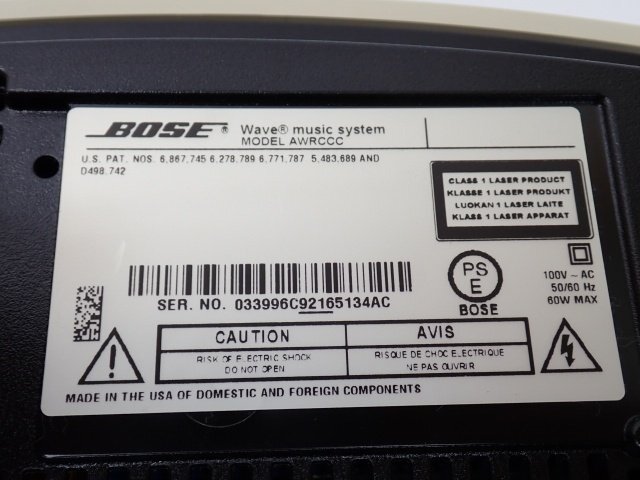 BOSE® Wave® music system
MODEL AWRCCC
U.S. PAT. NOS. 6,867,745 6,278,789 6,771,787 5,483,689 AND
D498,742
CLASS 1 LASER PRODUCT
KLASSE 1 LASER PRODUKT
LUOKAN 1 LASER LAITE
KLASS 1 LASER APPARAT
PS
E
BOSE
100V ~ AC
50/60 Hz
60W MAX
SER. NO. 033996C92165134AC
CAUTION
RISK OF ELECTRIC SHOCK
DO NOT OPEN
AVIS
RISQUE DE CHOC ELECTRIQUE
NE PAS OUVRIR
MADE IN THE USA OF DOMESTIC AND FOREIGN COMPONENTS